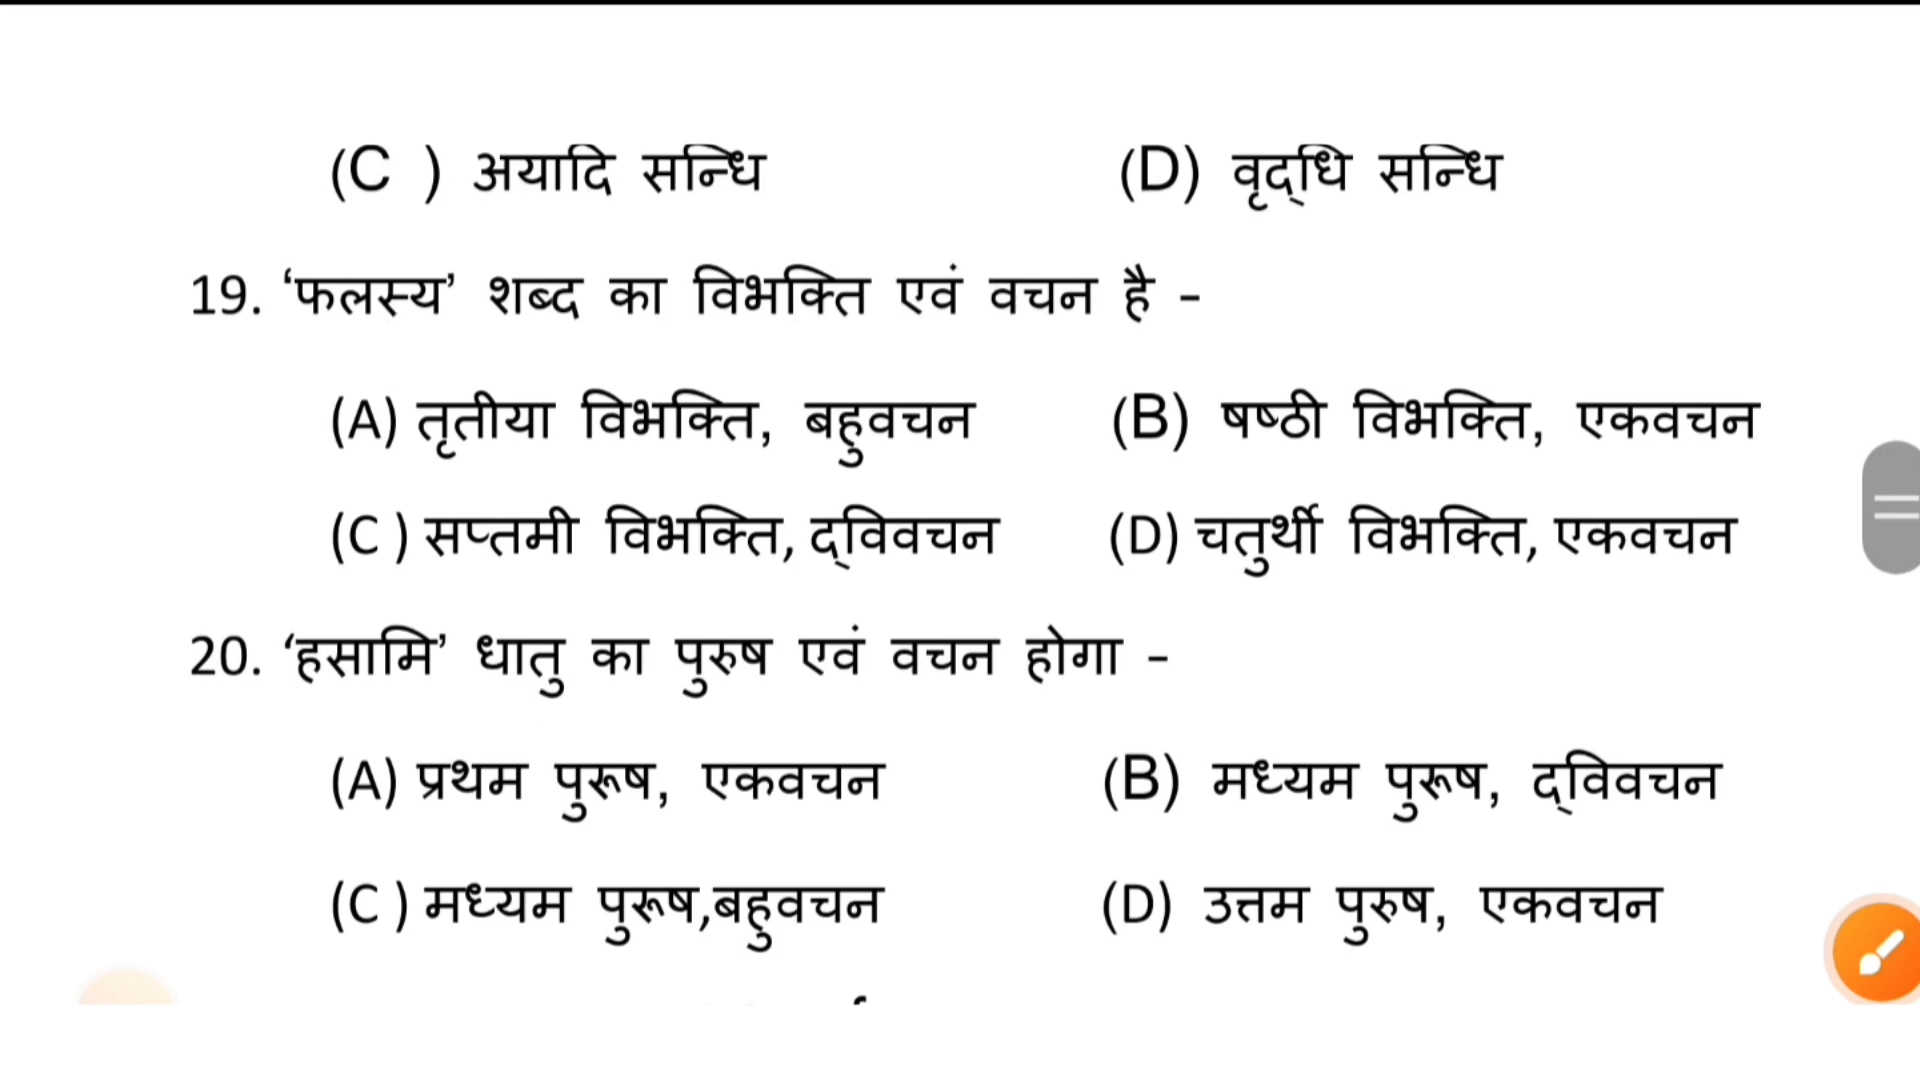 (C ) अयादि सन्धि (D) वृद्धि सन्धि
19. ‘फलस्य’ शब्द का विभक्ति एवं वचन है -
(A) तृतीया विभक्ति, बहुवचन (B) षष्ठी विभक्ति, एकवचन
(C ) सप्तमी विभक्ति, द्विवचन (D) चतुर्थी विभक्ति, एकवचन
20. ‘हसामि’ धातु का पुरुष एवं वचन होगा -
(A) प्रथम पुरूष, एकवचन (B) मध्यम पुरूष, द्विवचन
(C ) मध्यम पुरूष,बहुवचन (D) उत्तम पुरुष, एकवचन